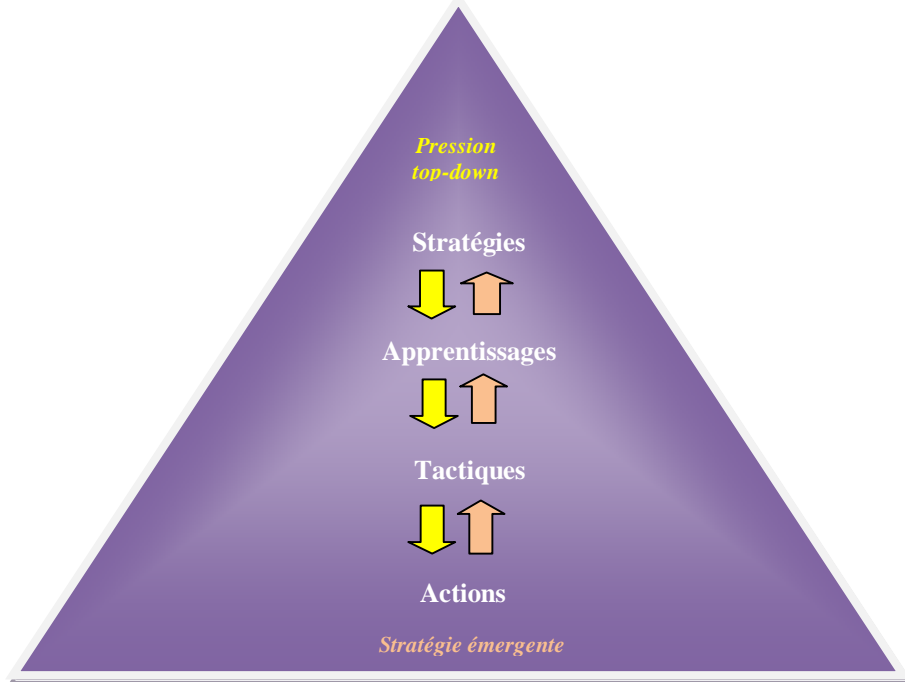 Pression
top-down
Stratégies
Apprentissages
Tactiques
Actions
Stratégie émergente